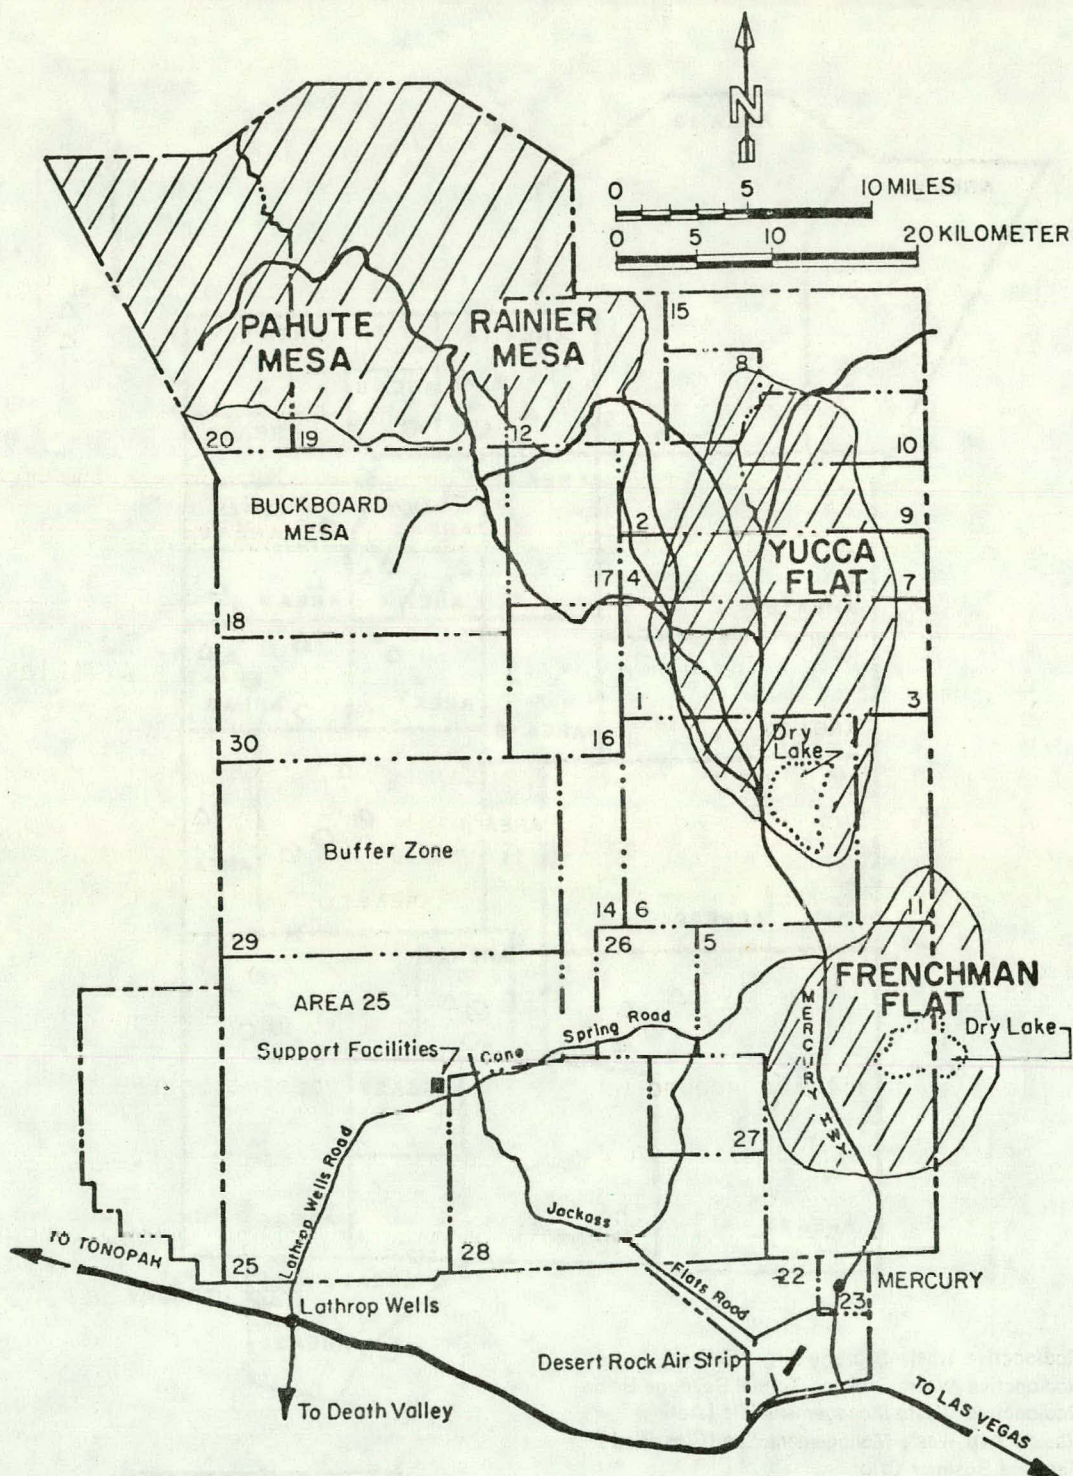 N
0 5 10 MILES
0 5 10 20 KILOMETER
PAHUTE
MESA
RAINIER
MESA
15
8
20
19
12
10
BUCKBOARD
MESA
2
9
YUCCA
FLAT
17
4
7
18
1
3
30
16
Dry
Lake
Buffer Zone
14
6
11
29
26
5
FRENCHMAN
FLAT
AREA 25
MERCURY HWY.
Dry Lake
Support Facilities
Cane Spring Road
27
Lathrop Wells Road
Jackass Flats Road
TO TONOPAH
25
28
22
MERCURY
23
Lathrop Wells
Desert Rock Air Strip
To Death Valley
TO LAS VEGAS